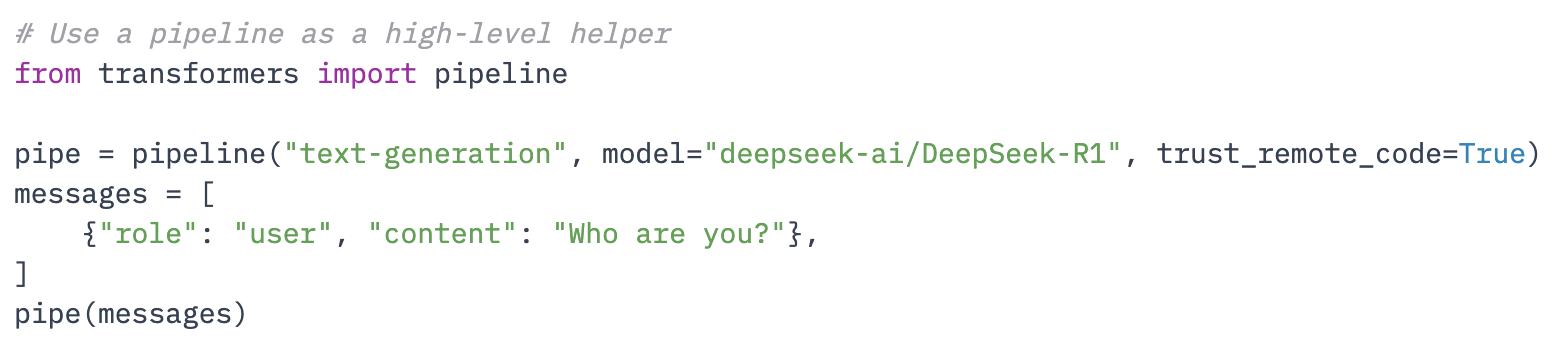 # Use a pipeline as a high-level helper
from transformers import pipeline

pipe = pipeline("text-generation", model="deepseek-ai/DeepSeek-R1", trust_remote_code=True)
messages = [
    {"role": "user", "content": "Who are you?"},
]
pipe(messages)